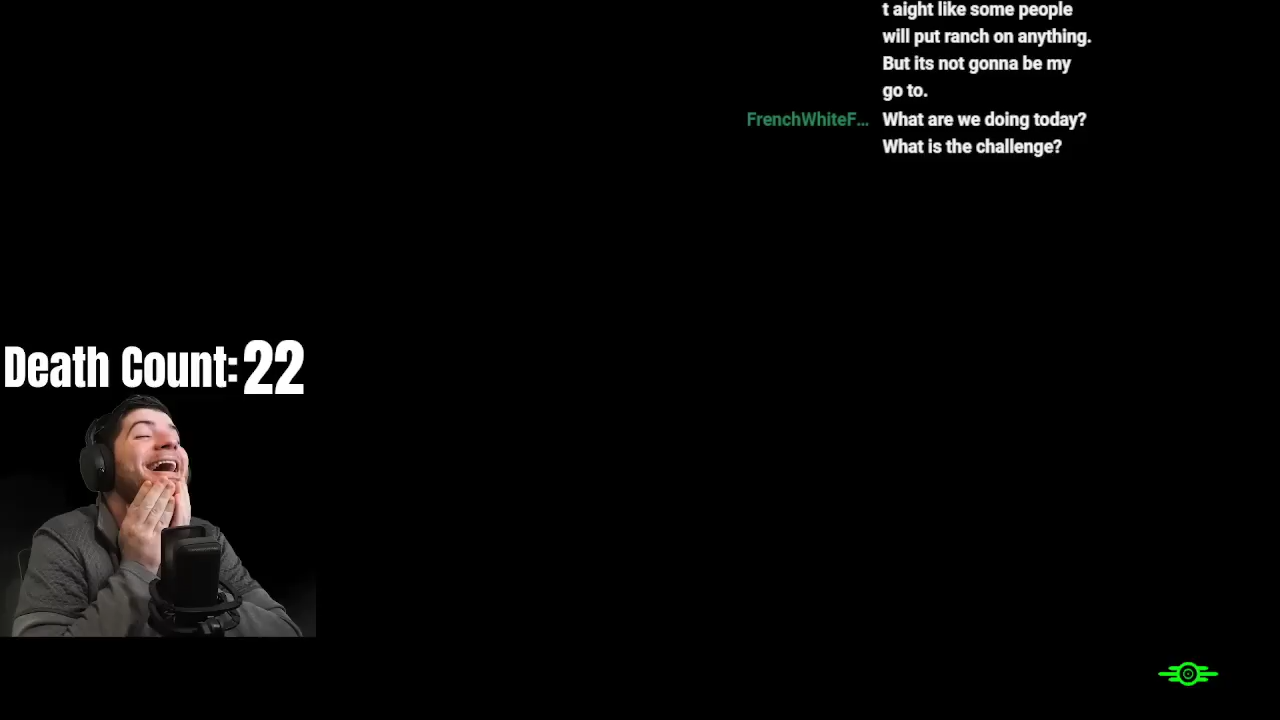 t aight like some people
will put ranch on anything.
But its not gonna be my
go to.
FrenchWhiteF... What are we doing today?
What is the challenge?
Death Count: 22